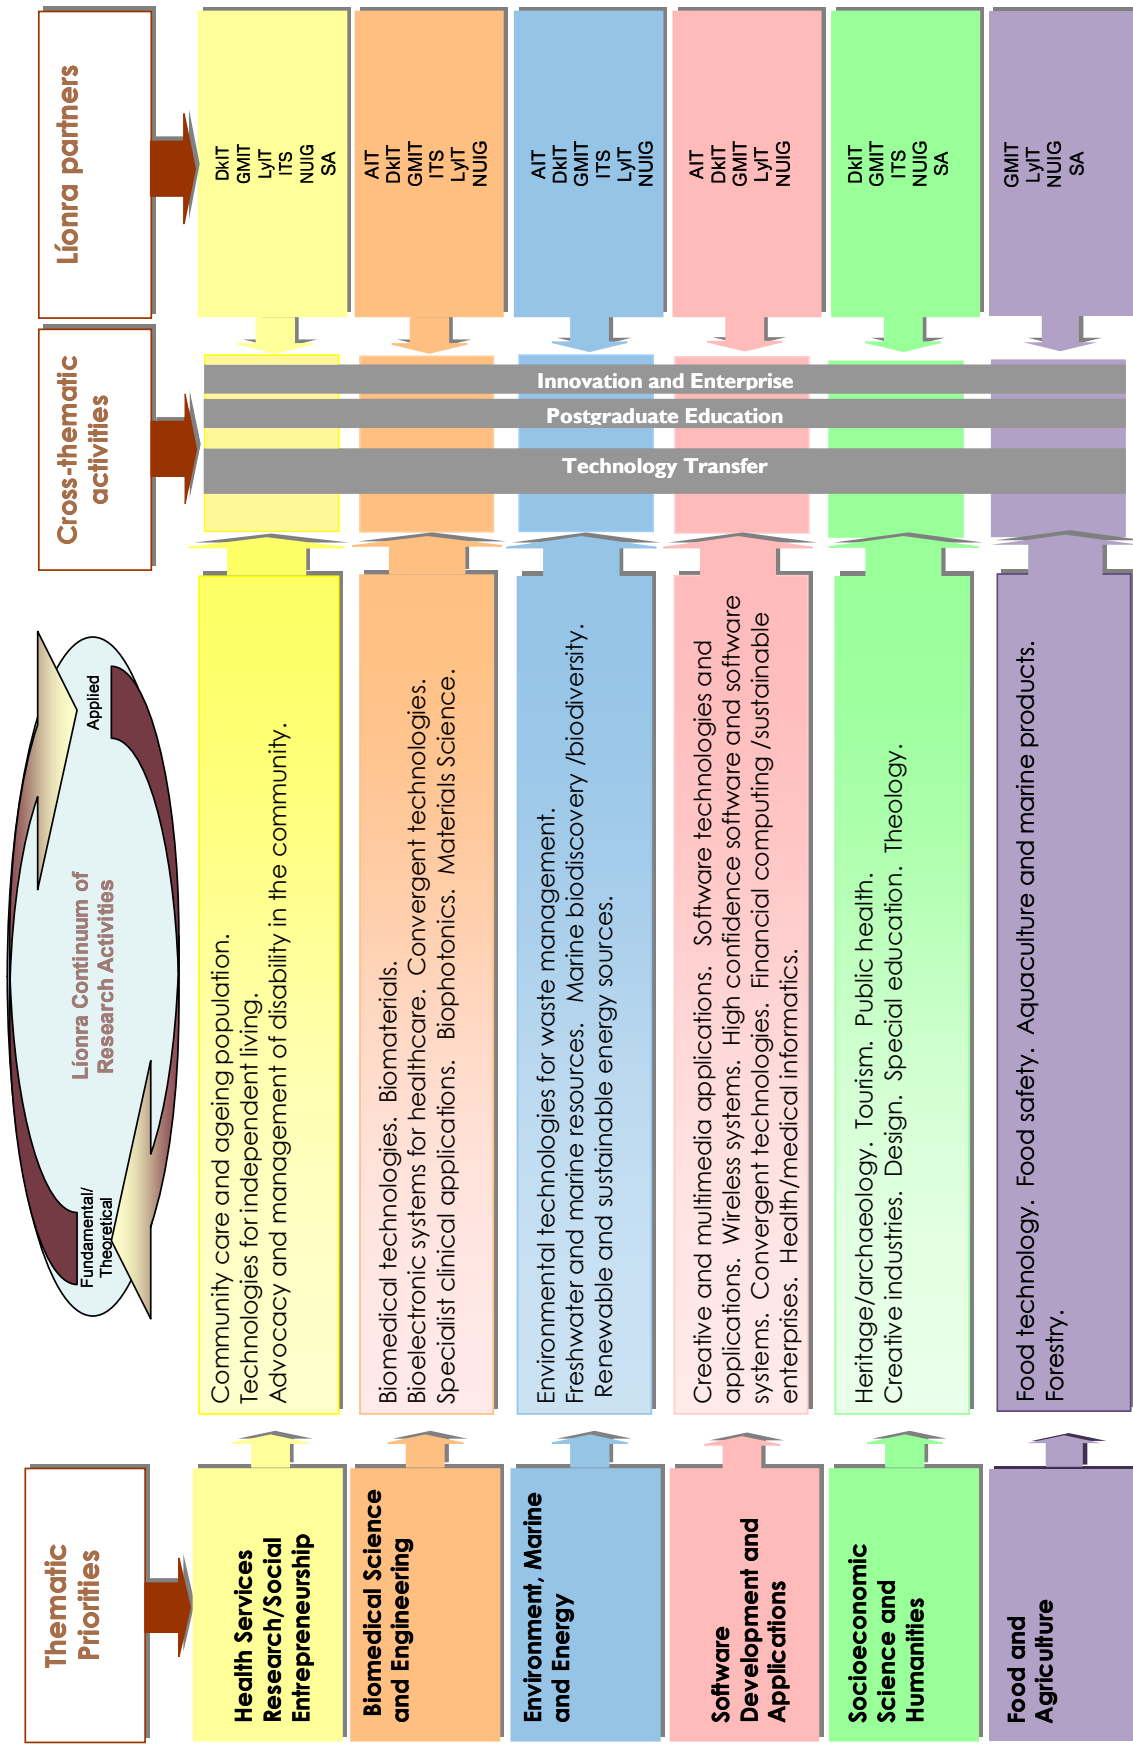 Thematic
Priorities
Líonra Continuum of
Research Activities
Fundamental/
Theoretical
Applied
Cross-thematic
activities
Líonra partners
Health Services
Research/Social
Entrepreneurship
Community care and ageing population.
Technologies for independent living.
Advocacy and management of disability in the community.
DkIT
GMIT
LyIT
ITS
NUIG
SA
Biomedical Science
and Engineering
Biomedical technologies. Biomaterials.
Bioelectronic systems for healthcare. Convergent technologies.
Specialist clinical applications. Biophotonics. Materials Science.
AIT
DkIT
GMIT
ITS
LyIT
NUIG
Environment, Marine
and Energy
Environmental technologies for waste management.
Freshwater and marine resources. Marine biodiscovery /biodiversity.
Renewable and sustainable energy sources.
AIT
DkIT
GMIT
ITS
LyIT
NUIG
Software
Development and
Applications
Creative and multimedia applications. Software technologies and
applications. Wireless systems. High confidence software and software
systems. Convergent technologies. Financial computing /sustainable
enterprises. Health/medical informatics.
AIT
DkIT
GMIT
LyIT
NUIG
Socioeconomic
Science and
Humanities
Heritage/archaeology. Tourism. Public health.
Creative industries. Design. Special education. Theology.
DkIT
GMIT
ITS
NUIG
SA
Food and
Agriculture
Food technology. Food safety. Aquaculture and marine products.
Forestry.
GMIT
LyIT
NUIG
SA
Innovation and Enterprise
Postgraduate Education
Technology Transfer